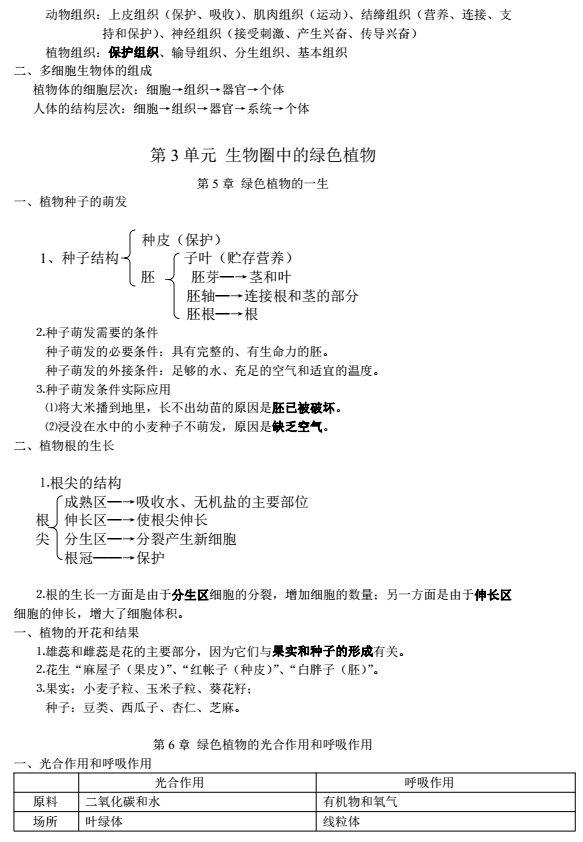 动物组织：上皮组织（保护、吸收）、肌肉组织（运动）、结缔组织（营养、连接、支
持和保护）、神经组织（接受刺激、产生兴奋、传导兴奋）
植物组织：保护组织、输导组织、分生组织、基本组织
二、多细胞生物体的组成
植物体的细胞层次：细胞→组织→器官→个体
人体的结构层次：细胞→组织→器官→系统→个体
第 3 单元 生物圈中的绿色植物
第 5 章 绿色植物的一生
一、植物种子的萌发
种皮（保护）
1、种子结构
子叶（贮存营养）
胚
胚芽—→茎和叶
胚轴—→连接根和茎的部分
胚根—→根
2.种子萌发需要的条件
种子萌发的必要条件：具有完整的、有生命力的胚。
种子萌发的外接条件：足够的水、充足的空气和适宜的温度。
3.种子萌发条件实际应用
⑴将大米播到地里，长不出幼苗的原因是胚已被破坏。
⑵浸没在水中的小麦种子不萌发，原因是缺乏空气。
二、植物根的生长
1.根尖的结构
成熟区—→吸收水、无机盐的主要部位
根 伸长区—→使根尖伸长
尖 分生区—→分裂产生新细胞
根冠——→保护
2.根的生长一方面是由于分生区细胞的分裂，增加细胞的数量；另一方面是由于伸长区
细胞的伸长，增大了细胞体积。
一、植物的开花和结果
1.雄蕊和雌蕊是花的主要部分，因为它们与果实和种子的形成有关。
2.花生“麻屋子（果皮）”、“红帐子（种皮）”、“白胖子（胚）”。
3.果实：小麦子粒、玉米子粒、葵花籽；
种子：豆类、西瓜子、杏仁、芝麻。
第 6 章 绿色植物的光合作用和呼吸作用
一、光合作用和呼吸作用
光合作用 呼吸作用
原料 二氧化碳和水 有机物和氧气
场所 叶绿体 线粒体